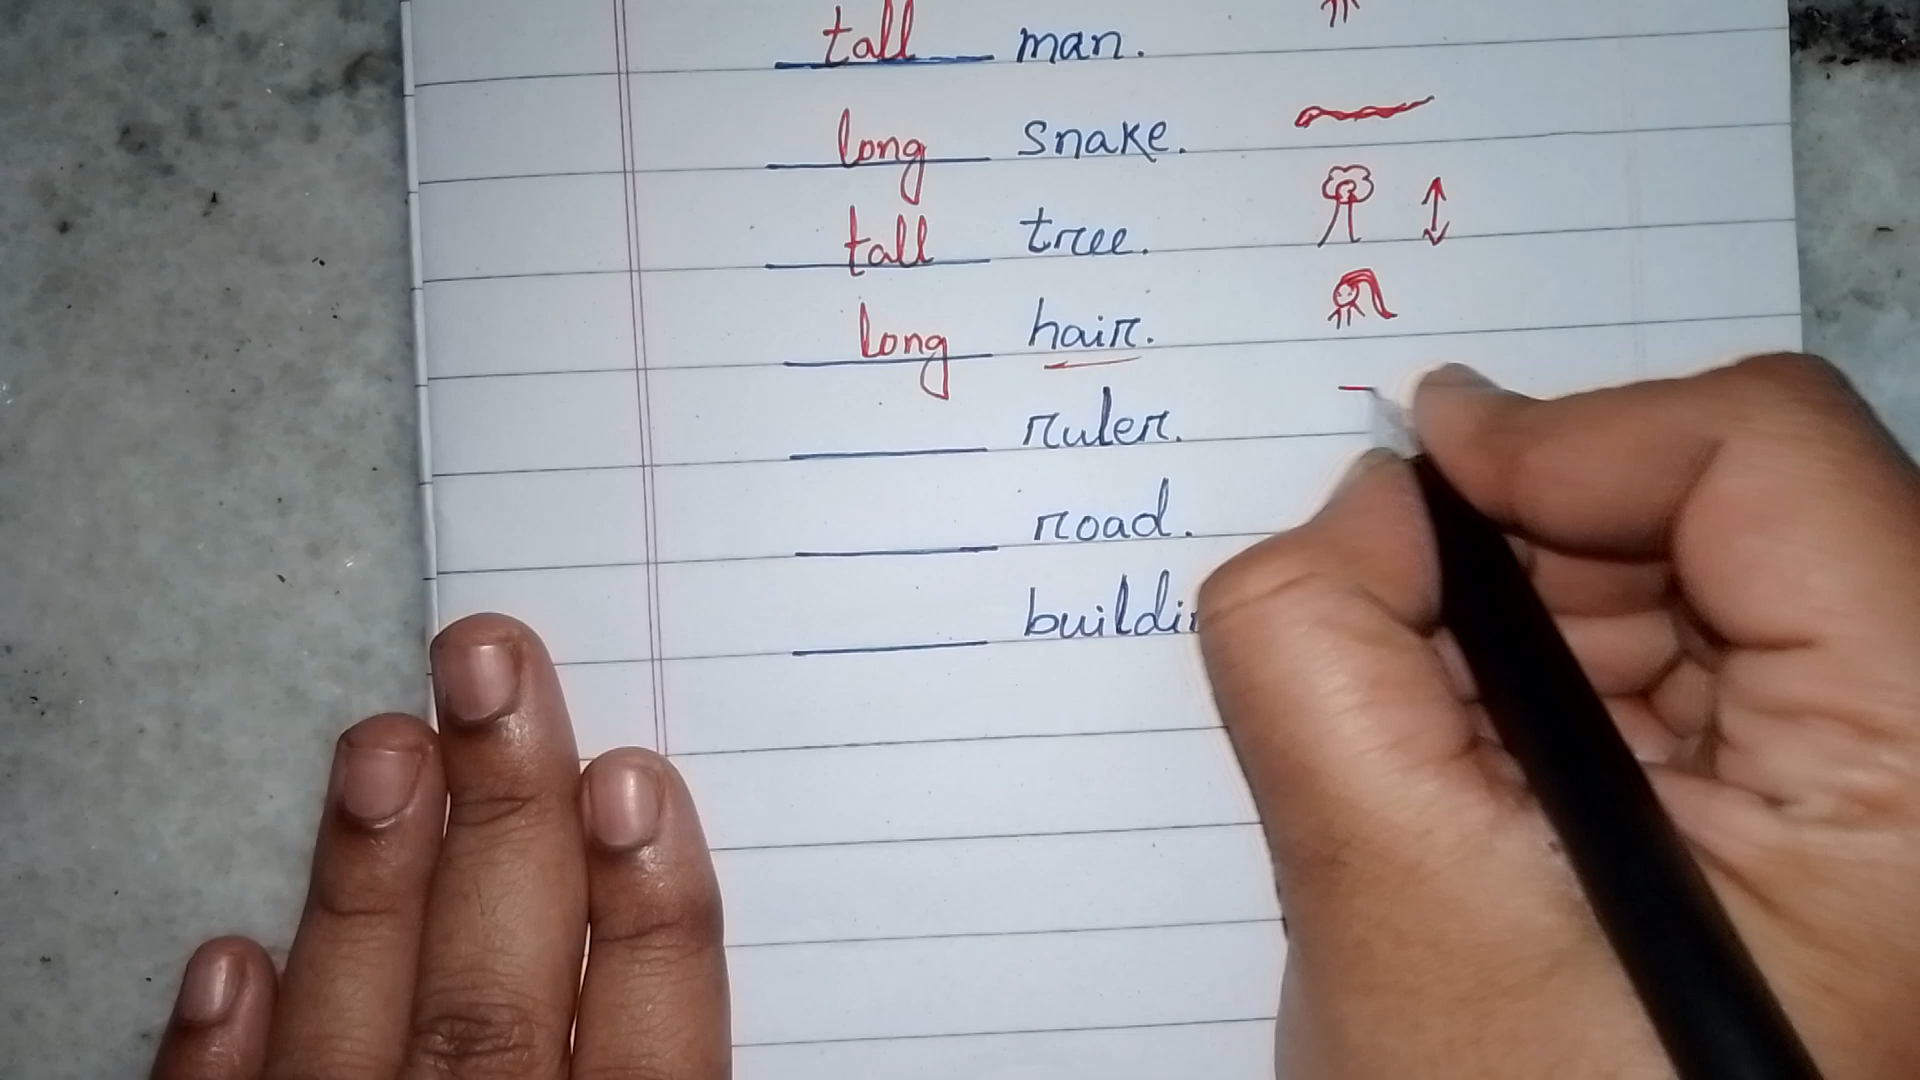 tall man.
long snake.
tall tree.
long hair.
ruler.
road.